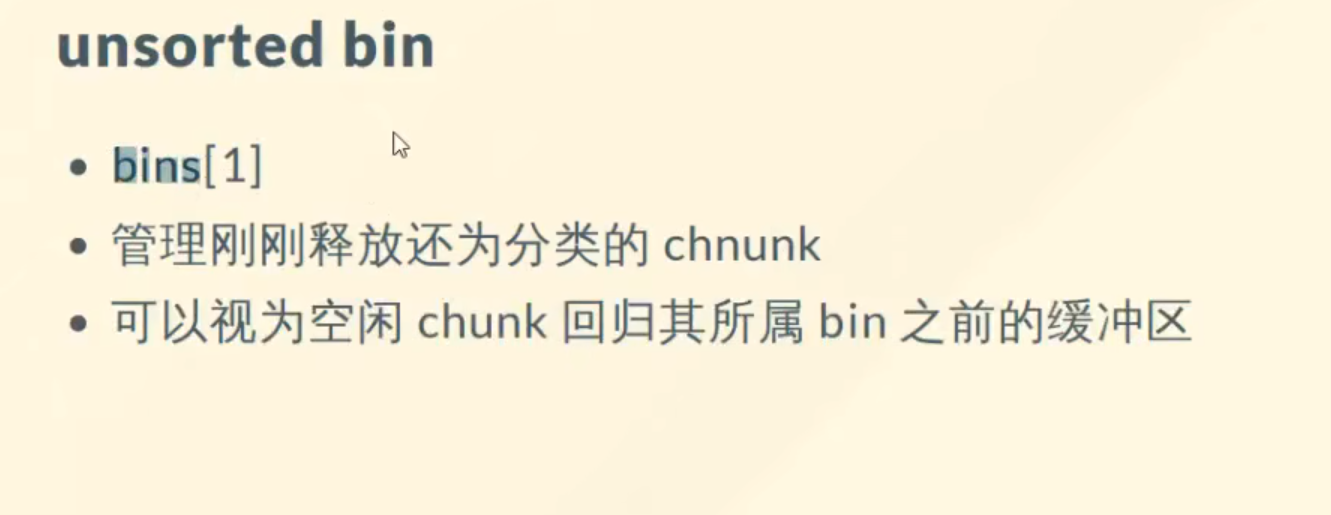 unsorted bin
• bins[1]
• 管理刚刚释放还为分类的 chnunk
• 可以视为空闲 chunk 回归其所属 bin 之前的缓冲区